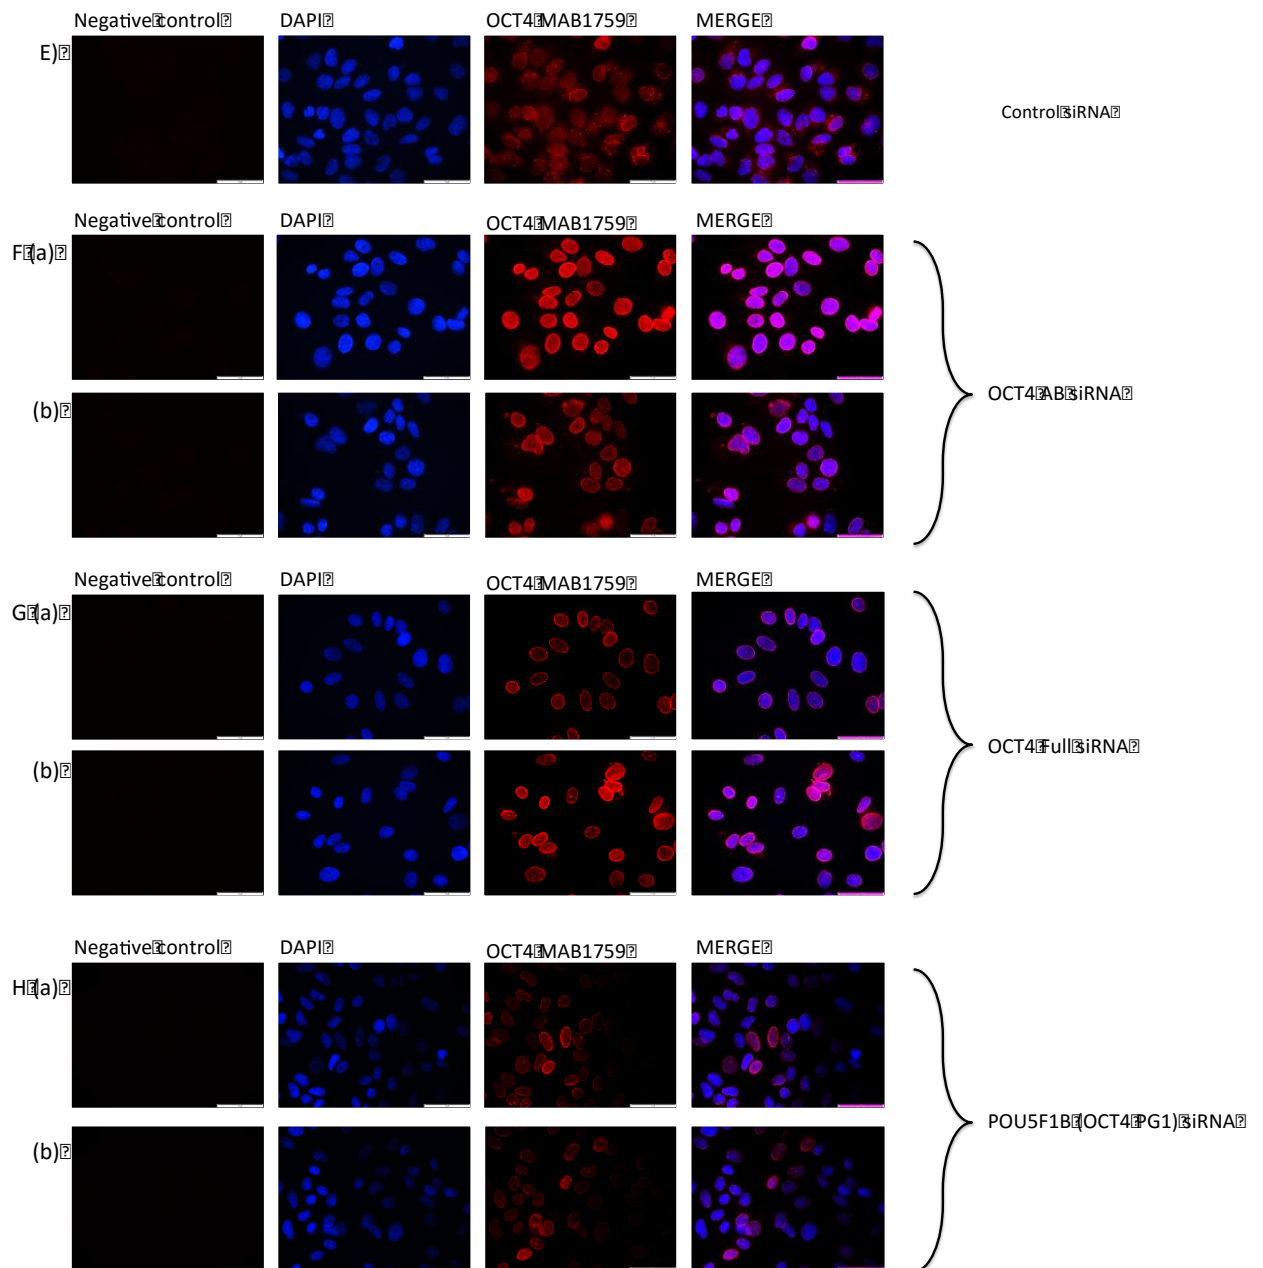 Negative⍰control⍰ DAPI⍰ OCT4⍰MAB1759⍰ MERGE⍰
E)⍰
Control⍰siRNA⍰
Negative⍰control⍰ DAPI⍰ OCT4⍰MAB1759⍰ MERGE⍰
F⍰(a)⍰
(b)⍰
OCT4⍰AB⍰siRNA⍰
Negative⍰control⍰ DAPI⍰ OCT4⍰MAB1759⍰ MERGE⍰
G⍰(a)⍰
OCT4⍰Full⍰siRNA⍰
(b)⍰
Negative⍰control⍰ DAPI⍰ OCT4⍰MAB1759⍰ MERGE⍰
H⍰(a)⍰
POU5F1B⍰(OCT4⍰PG1)⍰siRNA⍰
(b)⍰